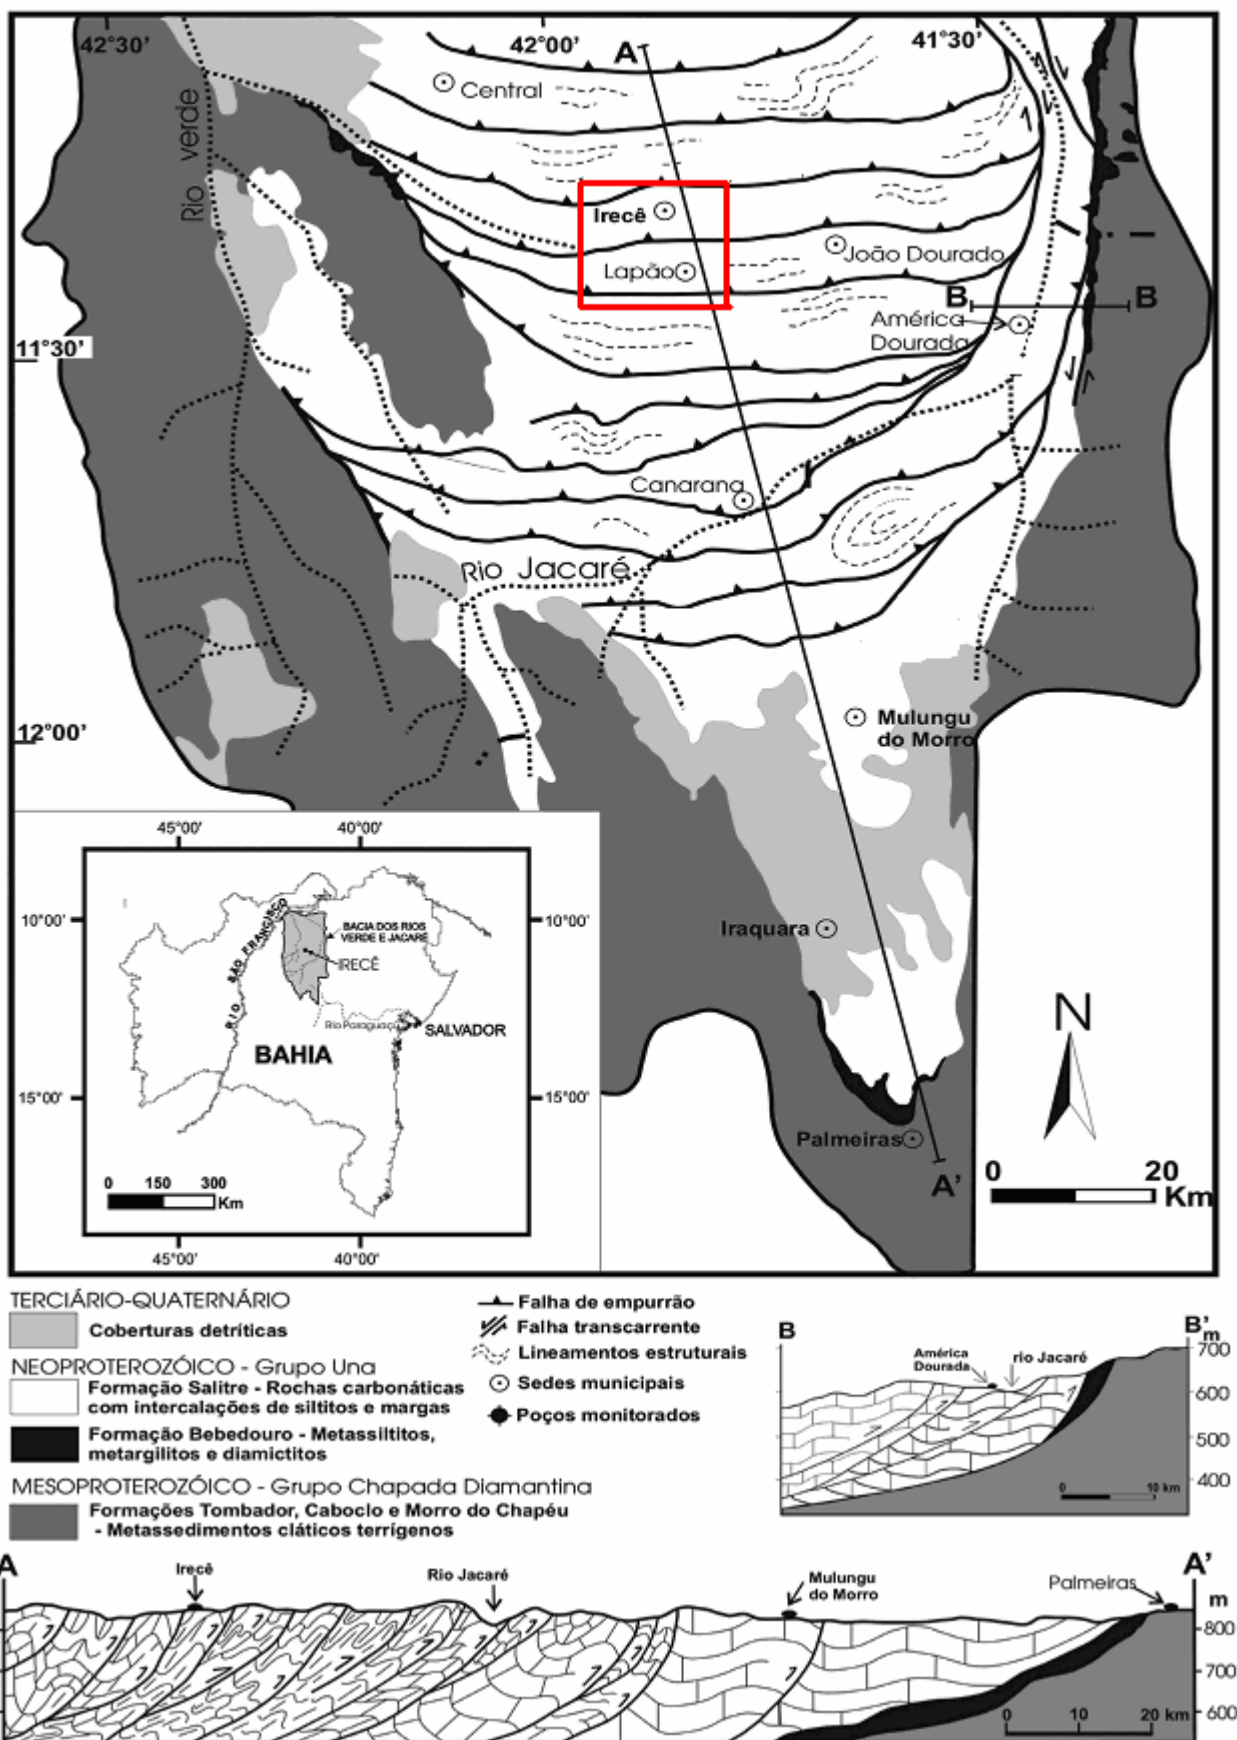 42°30'
42°00'
41°30'
A
Central
Rio verde
Irecê
Lapão
João Dourado
B
B
América
Dourada
11°30'
Canarana
Rio Jacaré
12°00'
Mulungu
do Morro
Iraquara
Palmeiras
A'
N
0 20
Km
45°00' 40°00'
10°00' 10°00'
RIO SÃO FRANCISCO
BACIA DOS RIOS
VERDE E JACARÉ
IRECÊ
Rio Paraguaçu
SALVADOR
BAHIA
15°00' 15°00'
0 150 300
Km
45°00' 40°00'
TERCIÁRIO-QUATERNÁRIO
Coberturas detríticas
NEOPROTEROZÓICO - Grupo Una
Formação Salitre - Rochas carbonáticas
com intercalações de siltitos e margas
Formação Bebedouro - Metassiltitos,
metargilitos e diamictitos
MESOPROTEROZÓICO - Grupo Chapada Diamantina
Formações Tombador, Caboclo e Morro do Chapéu
- Metassedimentos cláticos terrígenos
Falha de empurrão
Falha transcarrente
Lineamentos estruturais
Sedes municipais
Poços monitorados
B B'
m
América
Dourada
rio Jacaré
700
600
500
400
0 10 km
A A'
Irecê
Rio Jacaré
Mulungu
do Morro
Palmeiras
m
800
700
600
0 10 20 km